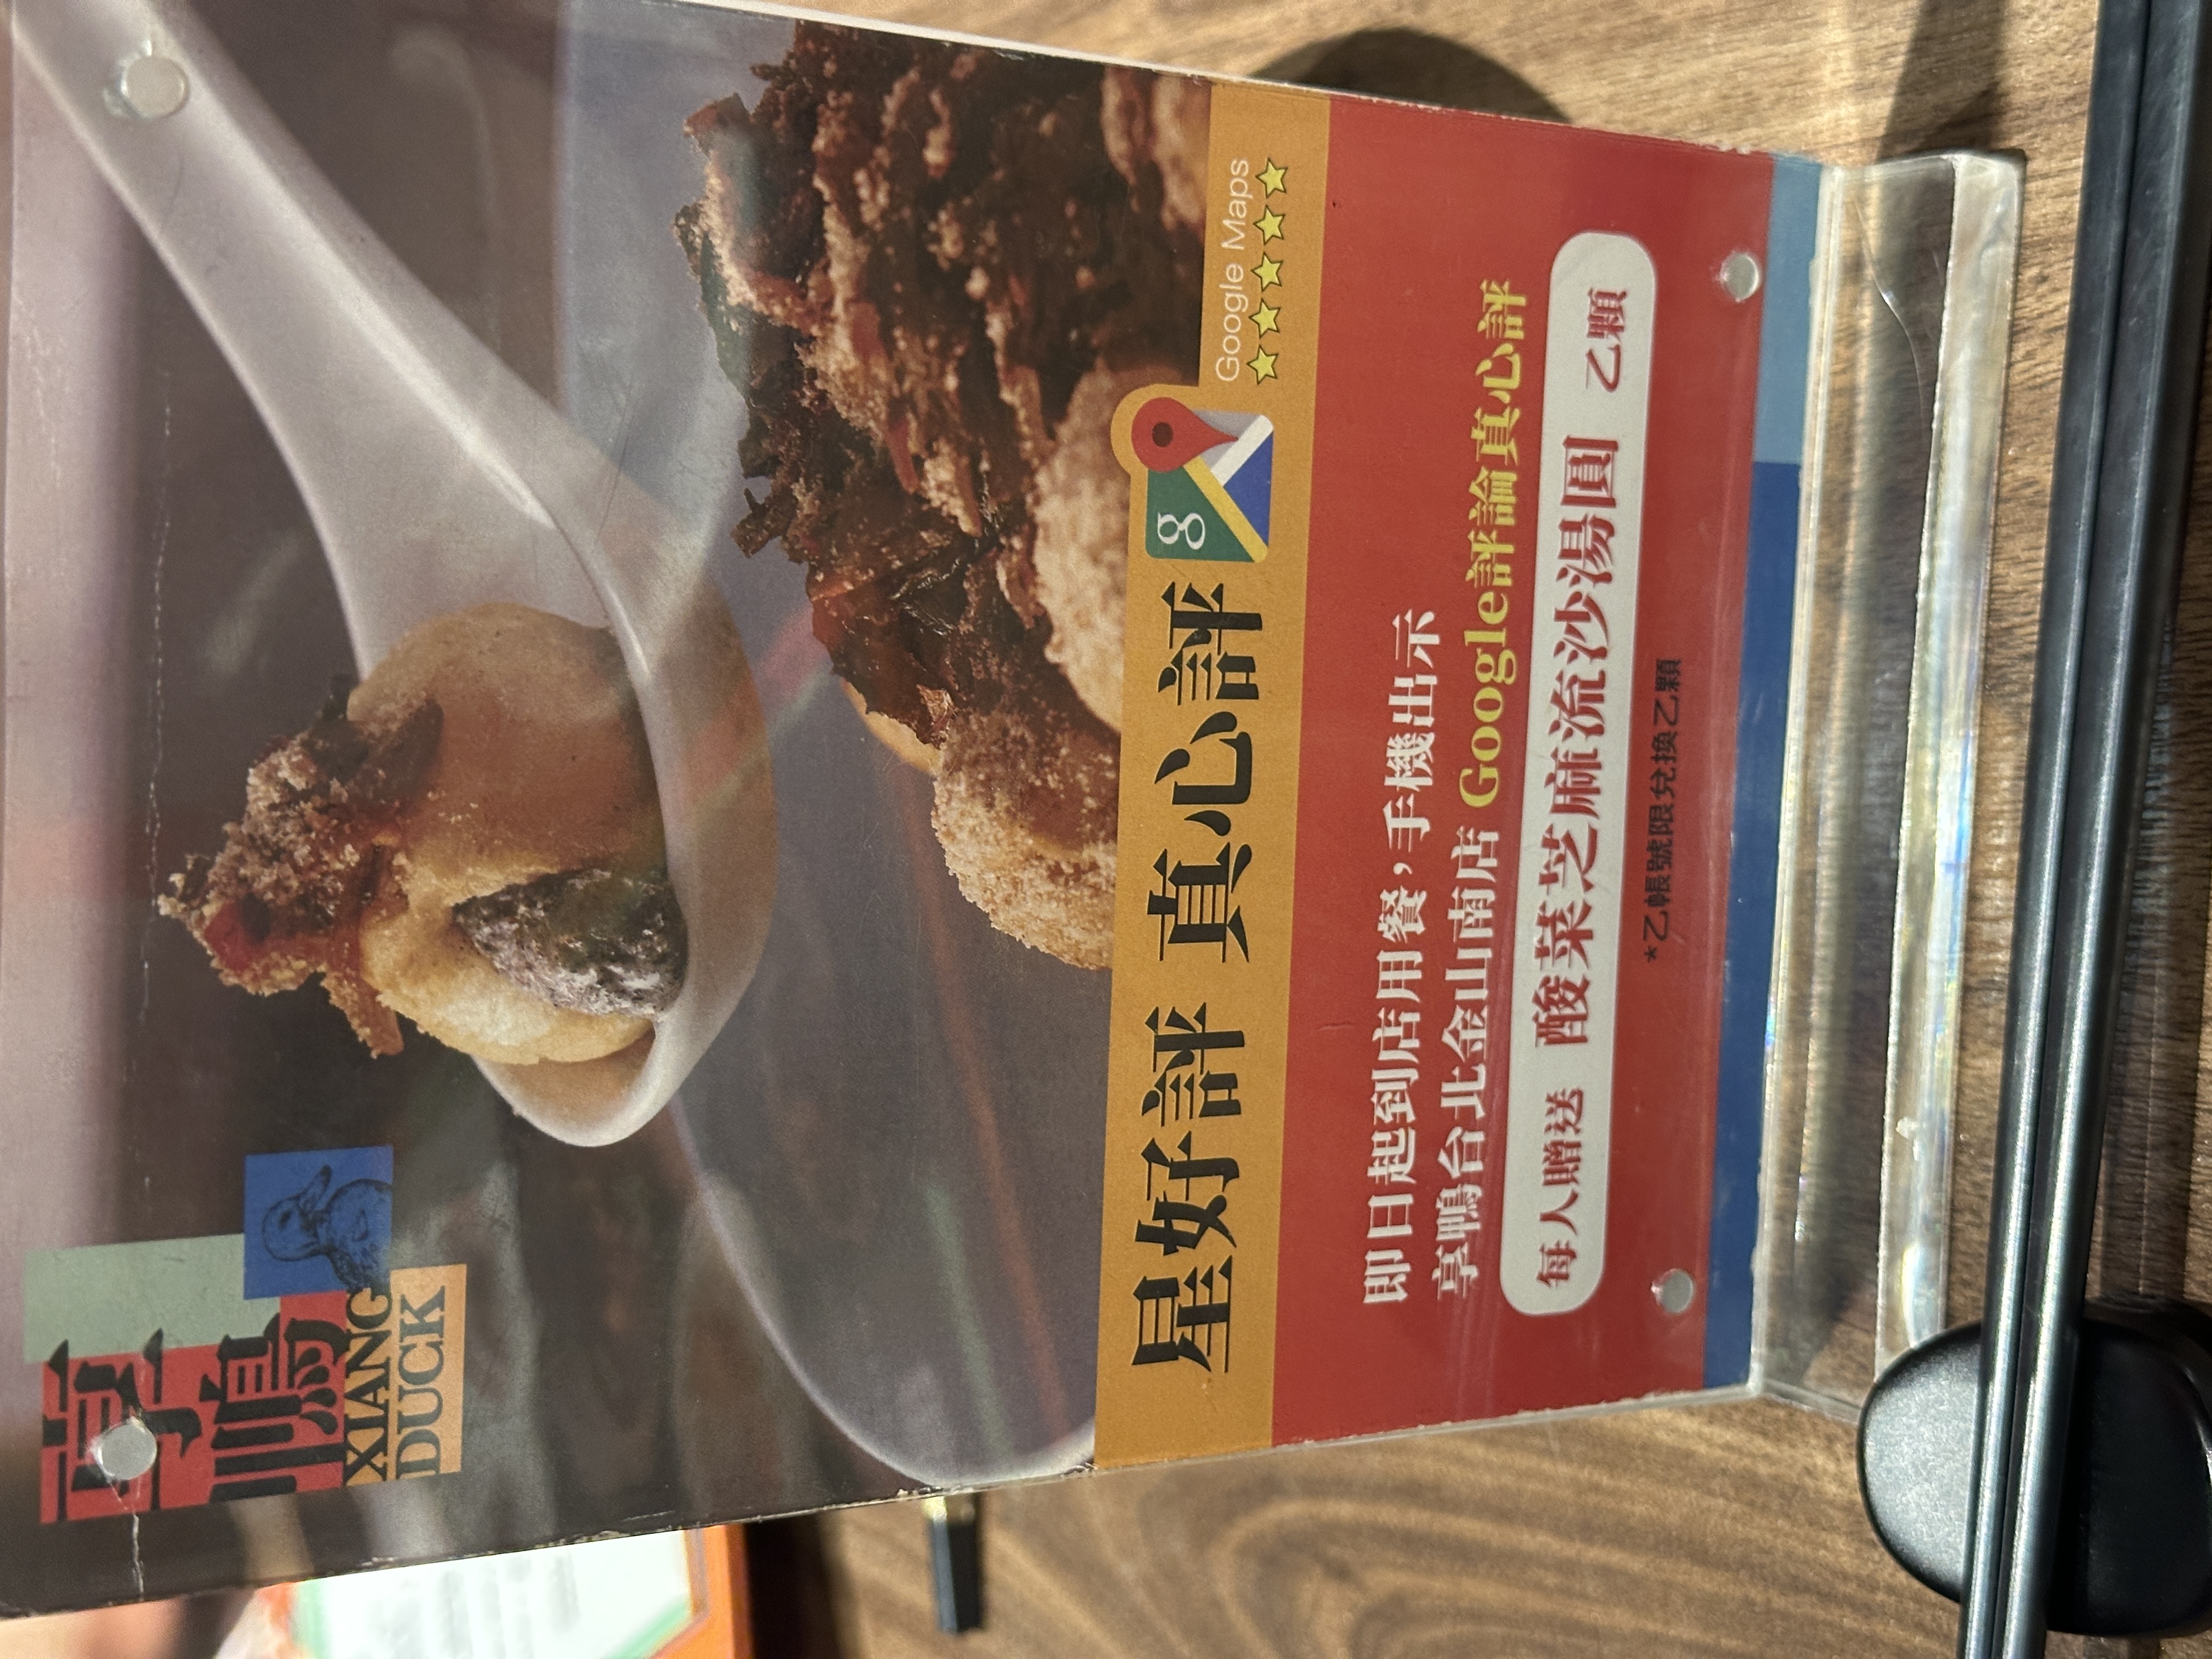 享鴨
XIANG
DUCK
星好評 真心評
Google Maps
即日起到店用餐，手機出示
享鴨台北金山南店 Google評論真心評
每人贈送 酸菜芝麻流沙湯圓 乙顆
*乙帳號限兌換乙顆